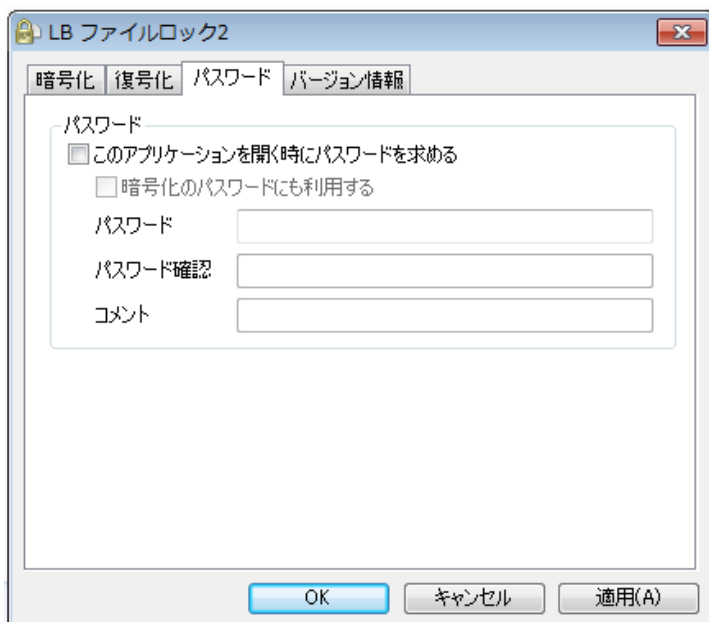 LB ファイルロック2
暗号化 復号化 パスワード バージョン情報
パスワード
このアプリケーションを開く時にパスワードを求める
暗号化のパスワードにも利用する
パスワード
パスワード確認
コメント
OK キャンセル 適用(A)